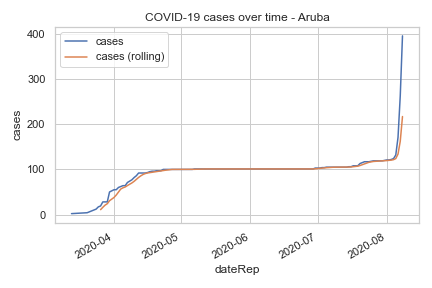 COVID-19 cases over time - Aruba
400
300
200
100
0
cases
cases (rolling)
cases
2020-04
2020-05
2020-06
2020-07
2020-08
dateRep